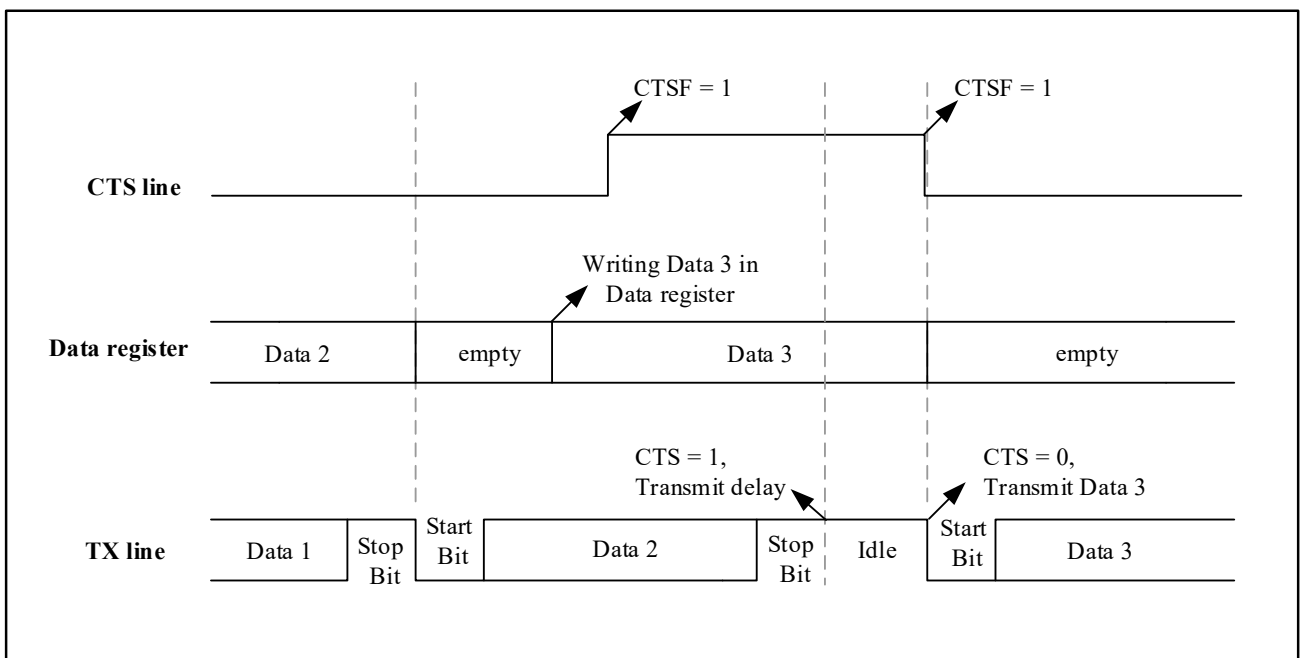 CTSF = 1
CTSF = 1
CTS line
Writing Data 3 in
Data register
Data register
Data 2
empty
Data 3
empty
CTS = 1,
Transmit delay
CTS = 0,
Transmit Data 3
TX line
Data 1
Stop
Bit
Start
Bit
Data 2
Stop
Bit
Idle
Start
Bit
Data 3